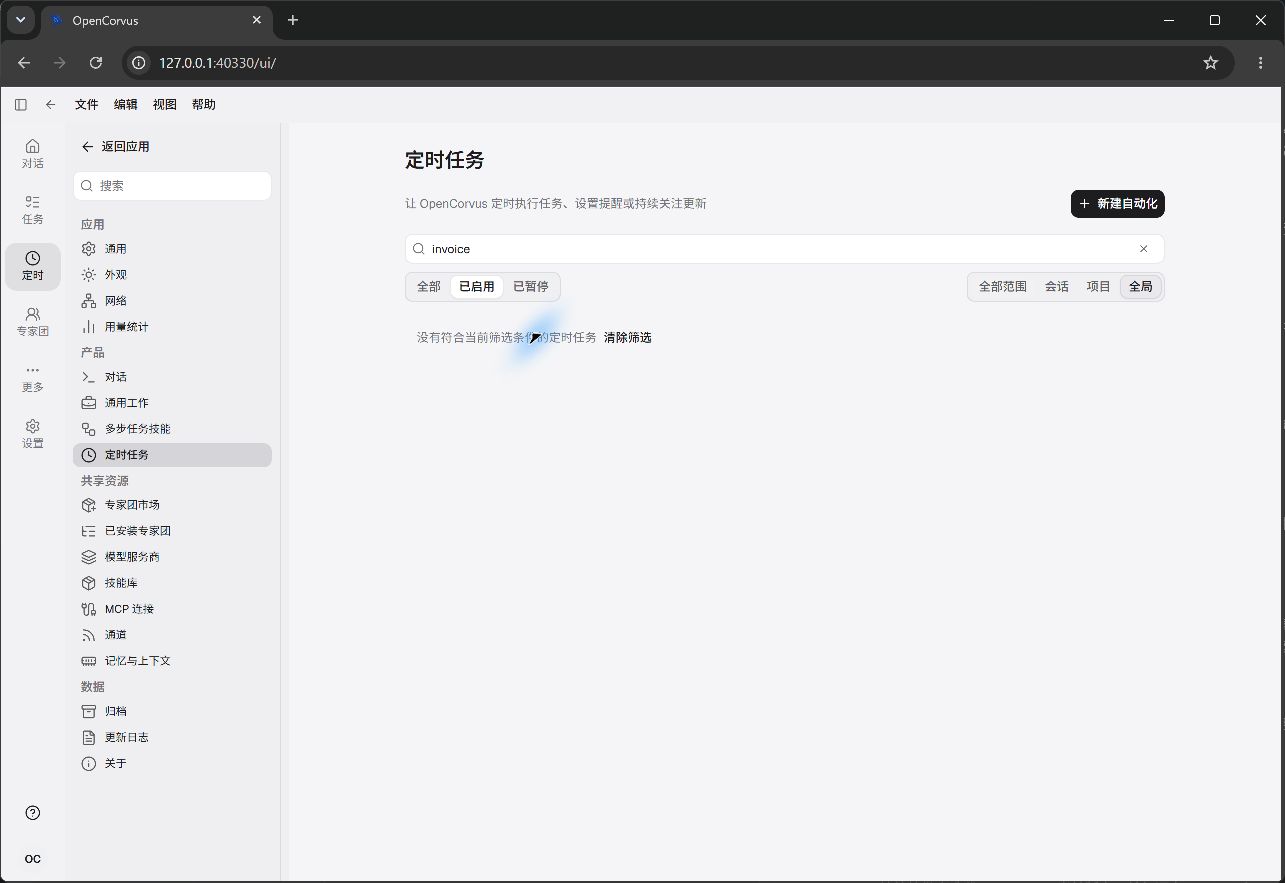 OpenCorvus
127.0.0.1:40330/ui/
文件 编辑 视图 帮助
对话
任务
定时
专家团
更多
设置
OC
返回应用
搜索
应用
通用
外观
网络
用量统计
产品
对话
通用工作
多步任务技能
定时任务
共享资源
专家团市场
已安装专家团
模型服务商
技能库
MCP 连接
通道
记忆与上下文
数据
归档
更新日志
关于
定时任务
让 OpenCorvus 定时执行任务、设置提醒或持续关注更新
新建自动化
invoice
全部 已启用 已暂停 全部范围 会话 项目 全局
没有符合当前筛选条件的定时任务 清除筛选